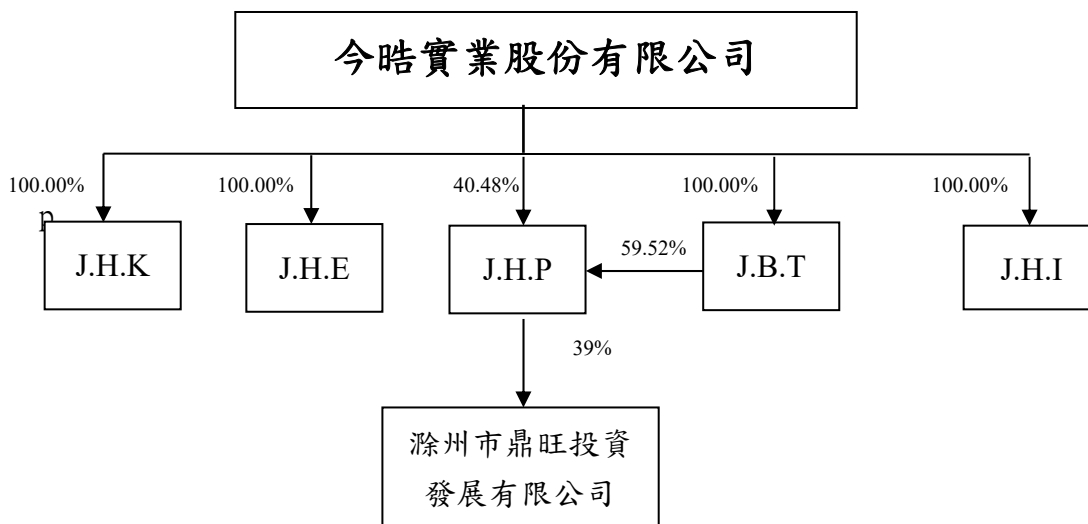 今晧實業股份有限公司
100.00%
100.00%
40.48%
100.00%
100.00%
p
J.H.K
J.H.E
J.H.P
59.52%
J.B.T
J.H.I
39%
滁州市鼎旺投資
發展有限公司